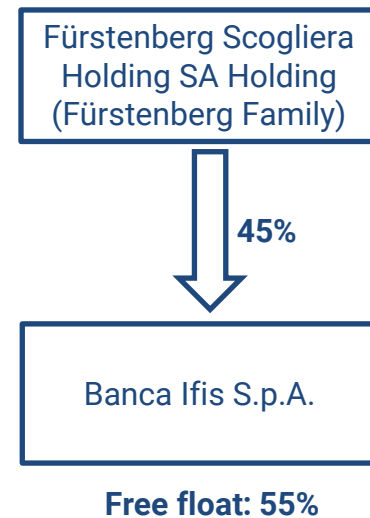 Fürstenberg Scogliera
Holding SA Holding
(Fürstenberg Family)
45%
Banca Ifis S.p.A.
Free float: 55%